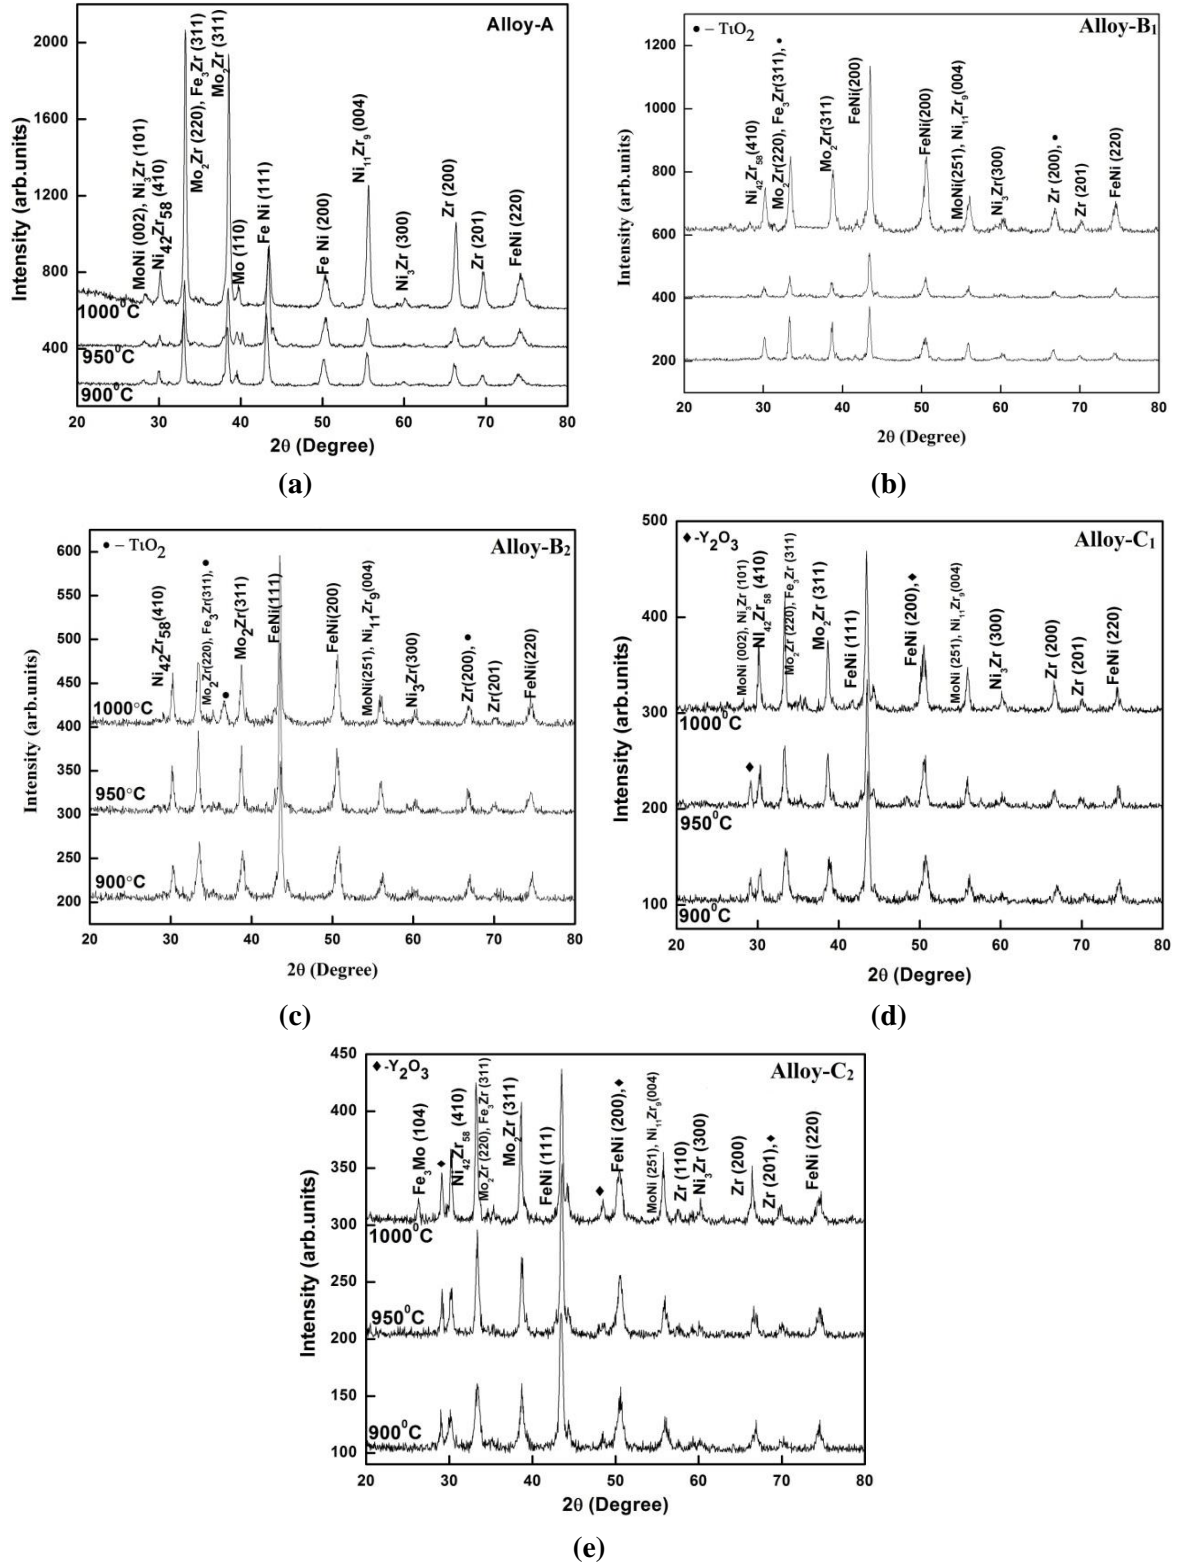 Alloy-A
Intensity (arb.units)
2000
1600
1200
800
400
MoNi (002), Ni3Zr (101)
Ni42Zr58 (410)
Mo2Zr (220), Fe3Zr (311)
Mo2Zr (311)
Mo (110)
Fe Ni (111)
Fe Ni (200)
Ni11Zr9 (004)
Ni3Zr (300)
Zr (200)
Zr (201)
FeNi (220)
1000⁰C
950⁰C
900⁰C
20 30 40 50 60 70 80
2θ (Degree)
(a)
Alloy-B1
● – TiO2
Intensity (arb.units)
1200
1000
800
600
400
200
Ni42Zr58(410)
Mo2Zr(220), Fe3Zr(311), ●
Mo2Zr(311)
FeNi(200)
FeNi(200)
MoNi(251), Ni11Zr9(004)
Ni3Zr(300)
Zr (200), ●
Zr (201)
FeNi (220)
20 30 40 50 60 70 80
2θ (Degree)
(b)
Alloy-B2
● – TiO2
Intensity (arb.units)
600
550
500
450
400
350
300
250
200
Ni42Zr58(410)
Mo2Zr(220), Fe3Zr(311), ●
●
Mo2Zr(311)
FeNi(111)
FeNi(200)
MoNi(251), Ni11Zr9(004)
Ni3Zr(300)
Zr(200), ●
Zr(201)
FeNi(220)
1000°C
950°C
900°C
20 30 40 50 60 70 80
2θ (Degree)
(c)
Alloy-C1
♦-Y2O3
Intensity (arb.units)
500
400
300
200
100
MoNi (002), Ni3Zr (101)
Ni42Zr58 (410)
Mo2Zr (220), Fe3Zr (311)
Mo2Zr (311)
FeNi (111)
FeNi (200), ♦
MoNi (251), Ni11Zr9(004)
Ni3Zr (300)
Zr (200)
Zr (201)
FeNi (220)
1000⁰C
♦
950⁰C
900⁰C
20 30 40 50 60 70 80
2θ (Degree)
(d)
Alloy-C2
♦-Y2O3
Intensity (arb.units)
450
400
350
300
250
200
150
100
Fe3Mo (104)
♦
Ni42Zr58 (410)
Mo2Zr (220), Fe3Zr (311)
Mo2Zr (311)
FeNi (111)
♦
FeNi (200), ♦
MoNi (251), Ni11Zr9(004)
Zr (110)
Ni3Zr (300)
Zr (200)
Zr (201), ♦
FeNi (220)
1000⁰C
950⁰C
900⁰C
20 30 40 50 60 70 80
2θ (Degree)
(e)